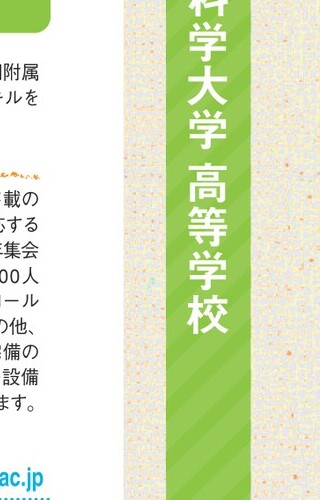 科学大学 高等学校
附属
ールを
載の
応する
集会
00人
ール
の他、
備の
設備
ます。
ac.jp